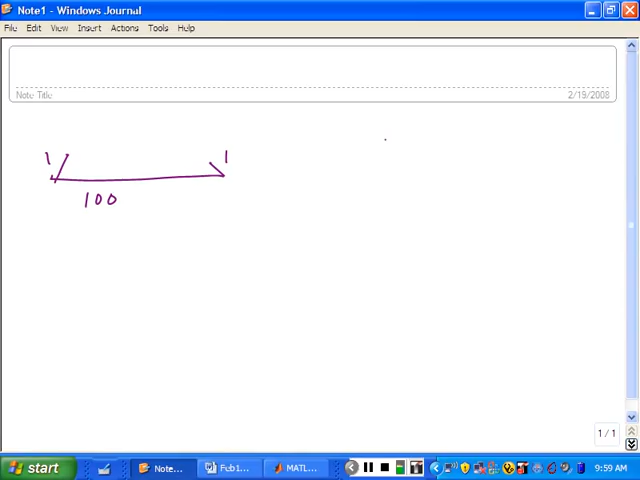 Note1 - Windows Journal
File Edit View Insert Actions Tools Help
Note Title 2/19/2008
1 1
100
1 / 1
start Note... Feb1... MATL... 9:59 AM